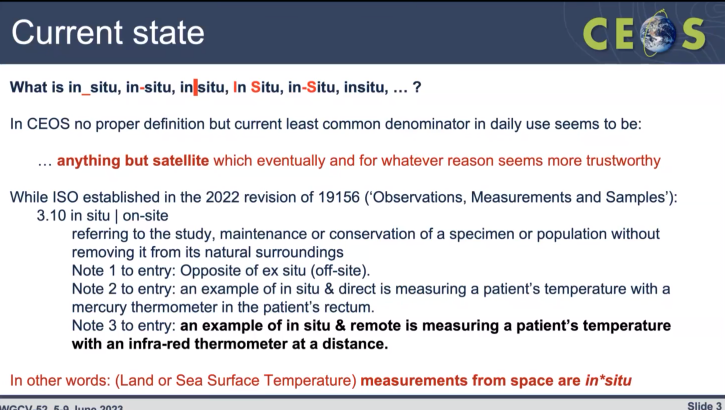 Current state
CEOS
What is in_situ, in-situ, in|situ, In Situ, in-Situ, insitu, … ?
In CEOS no proper definition but current least common denominator in daily use seems to be:
… anything but satellite which eventually and for whatever reason seems more trustworthy
While ISO established in the 2022 revision of 19156 (‘Observations, Measurements and Samples’):
3.10 in situ | on-site
referring to the study, maintenance or conservation of a specimen or population without
removing it from its natural surroundings
Note 1 to entry: Opposite of ex situ (off-site).
Note 2 to entry: an example of in situ & direct is measuring a patient’s temperature with a
mercury thermometer in the patient’s rectum.
Note 3 to entry: an example of in situ & remote is measuring a patient’s temperature
with an infra-red thermometer at a distance.
In other words: (Land or Sea Surface Temperature) measurements from space are in*situ
WGCV-52, 5-9 June 2023
Slide 3